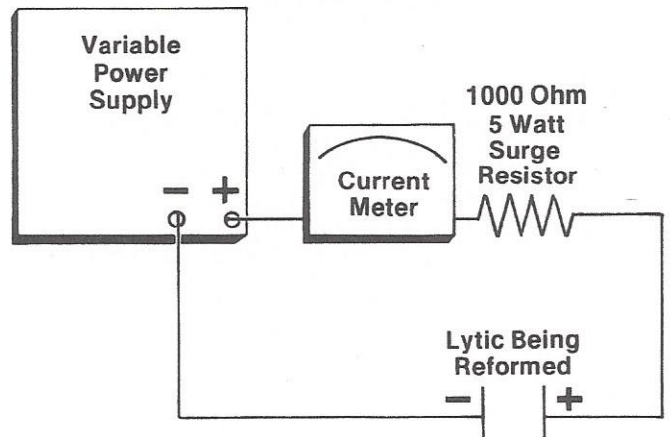 Variable
Power
Supply
− +
Current
Meter
1000 Ohm
5 Watt
Surge
Resistor
Lytic Being
Reformed
− +